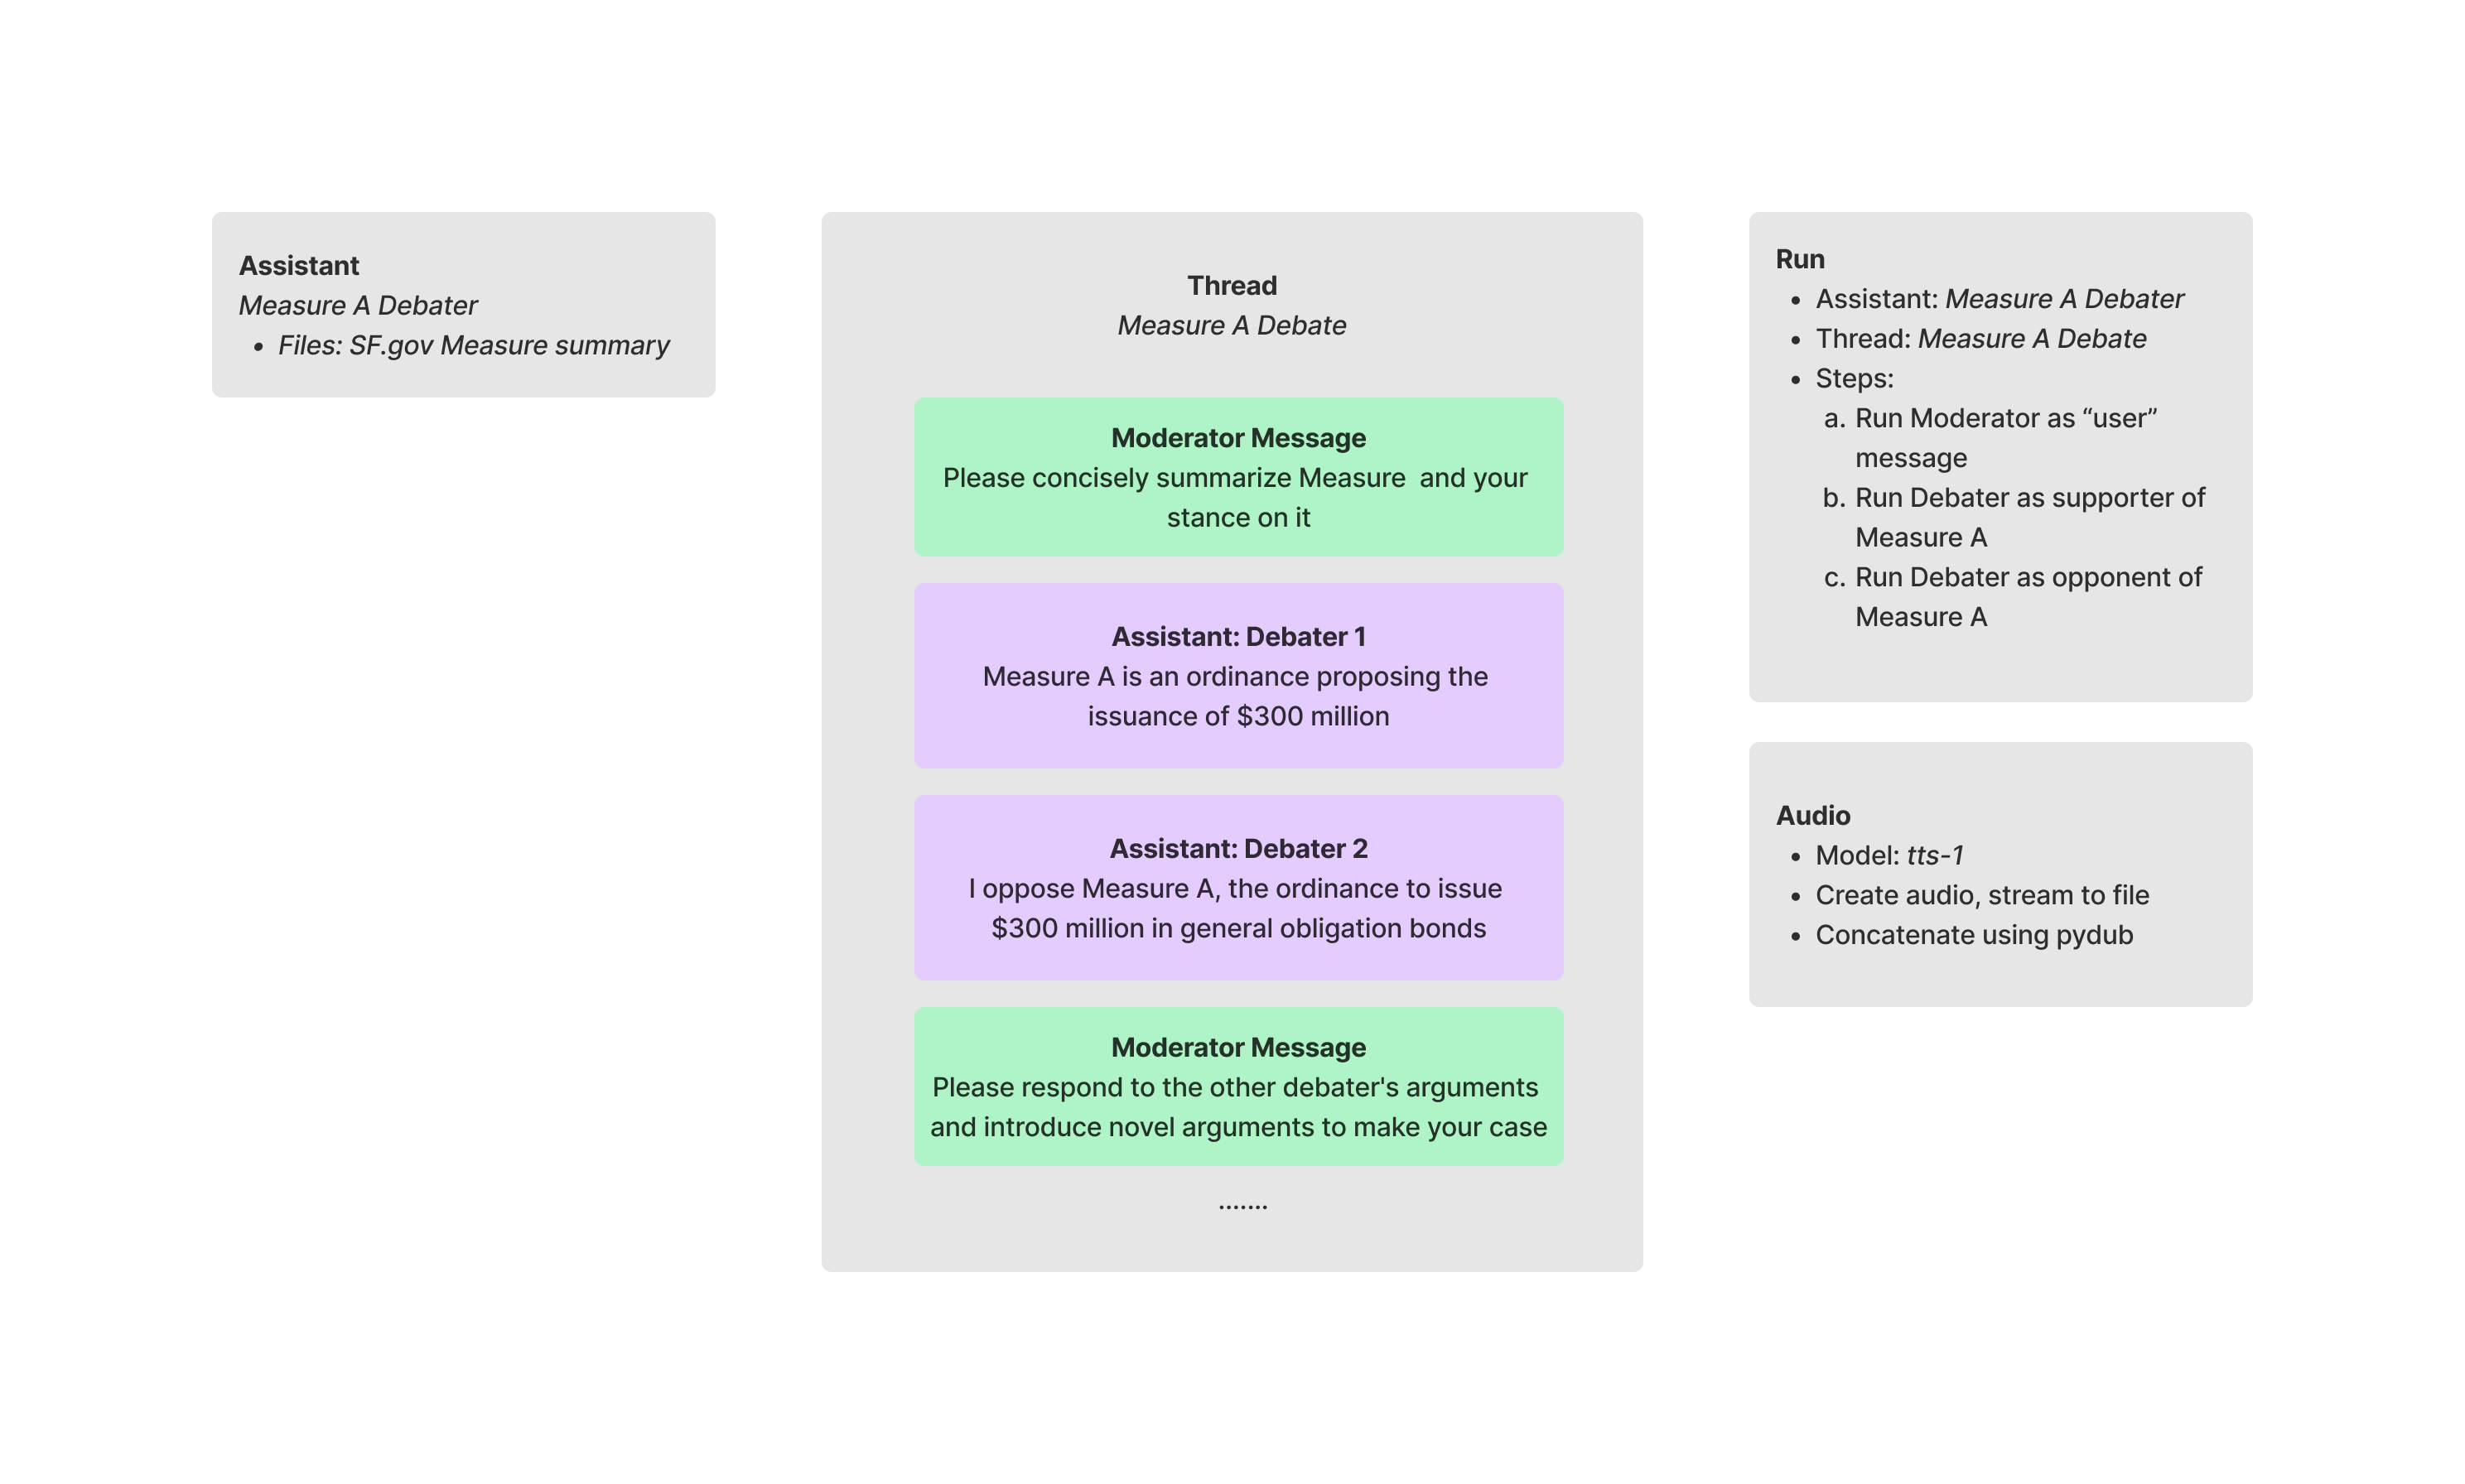 Assistant
Measure A Debater
• Files: SF.gov Measure summary
Thread
Measure A Debate
Moderator Message
Please concisely summarize Measure  and your
stance on it
Assistant: Debater 1
Measure A is an ordinance proposing the
issuance of $300 million
Assistant: Debater 2
I oppose Measure A, the ordinance to issue
$300 million in general obligation bonds
Moderator Message
Please respond to the other debater's arguments
and introduce novel arguments to make your case
.......
Run
• Assistant: Measure A Debater
• Thread: Measure A Debate
• Steps:
a. Run Moderator as “user”
message
b. Run Debater as supporter of
Measure A
c. Run Debater as opponent of
Measure A
Audio
• Model: tts-1
• Create audio, stream to file
• Concatenate using pydub